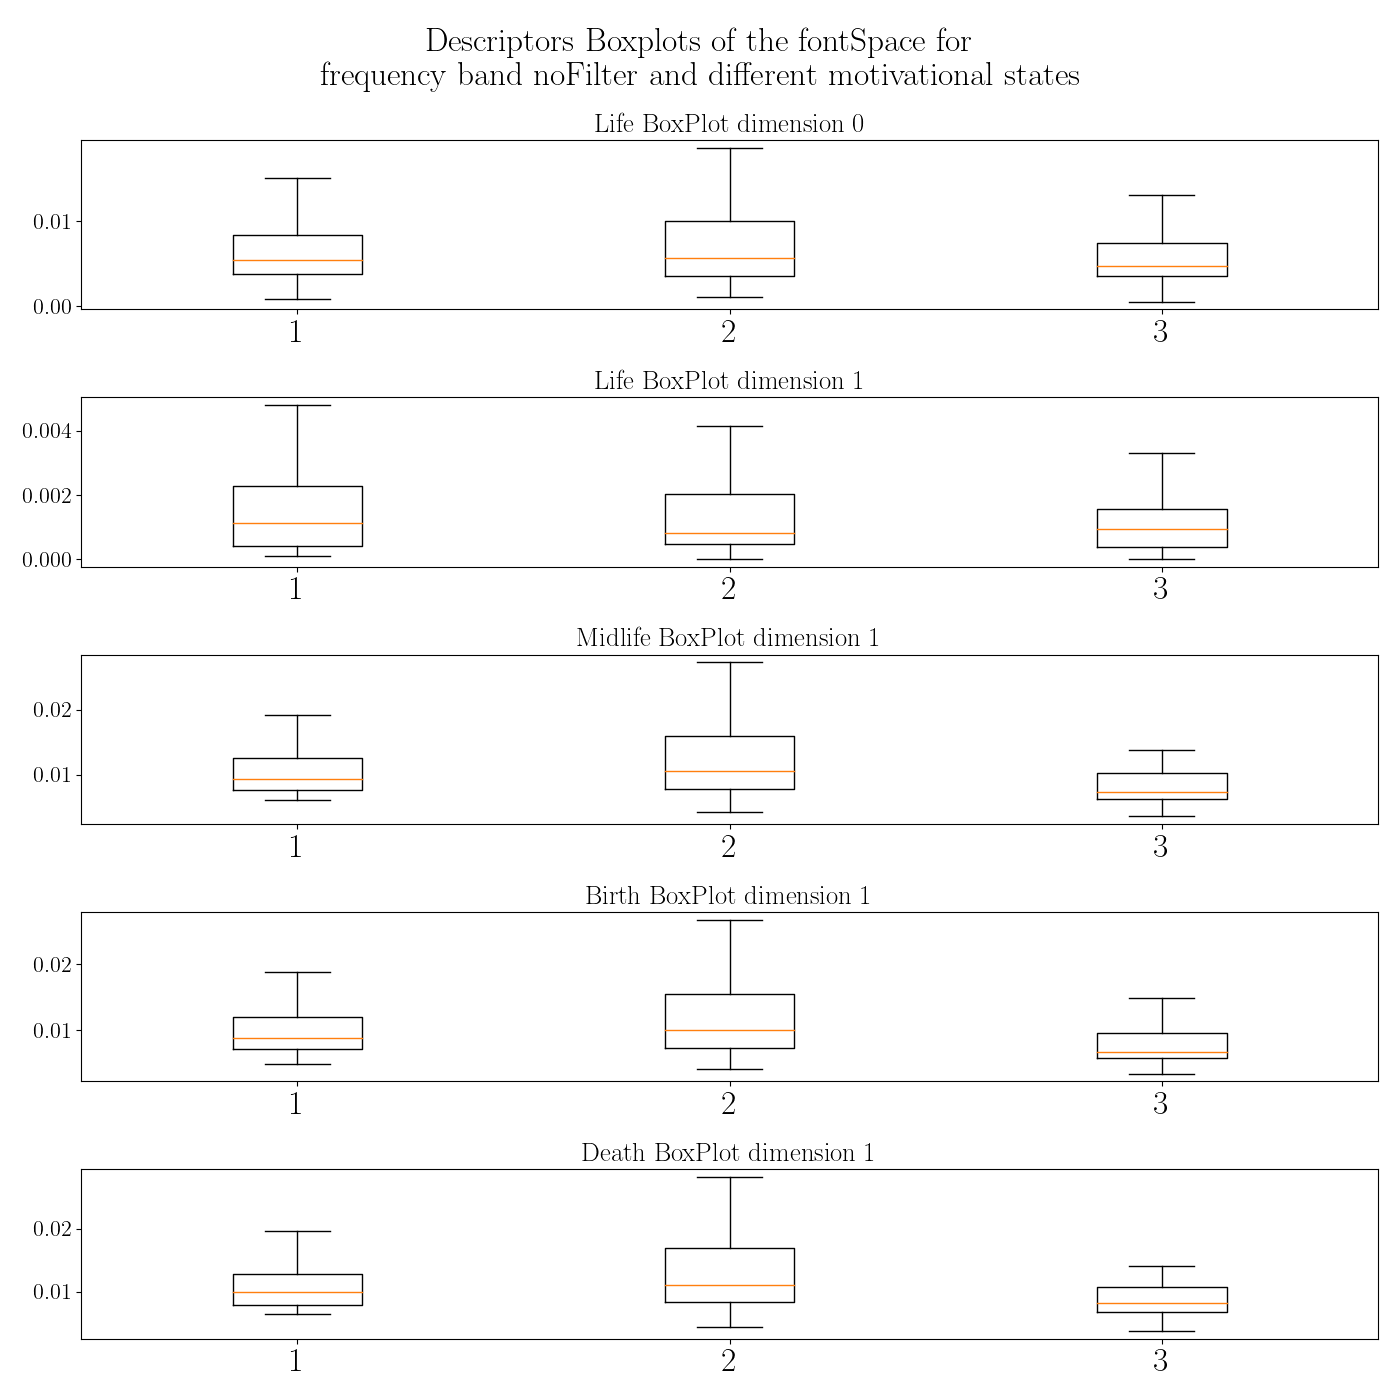 Descriptors Boxplots of the fontSpace for
frequency band noFilter and different motivational states
Life BoxPlot dimension 0
0.01
0.00
1 2 3
Life BoxPlot dimension 1
0.004
0.002
0.000
1 2 3
Midlife BoxPlot dimension 1
0.02
0.01
1 2 3
Birth BoxPlot dimension 1
0.02
0.01
1 2 3
Death BoxPlot dimension 1
0.02
0.01
1 2 3